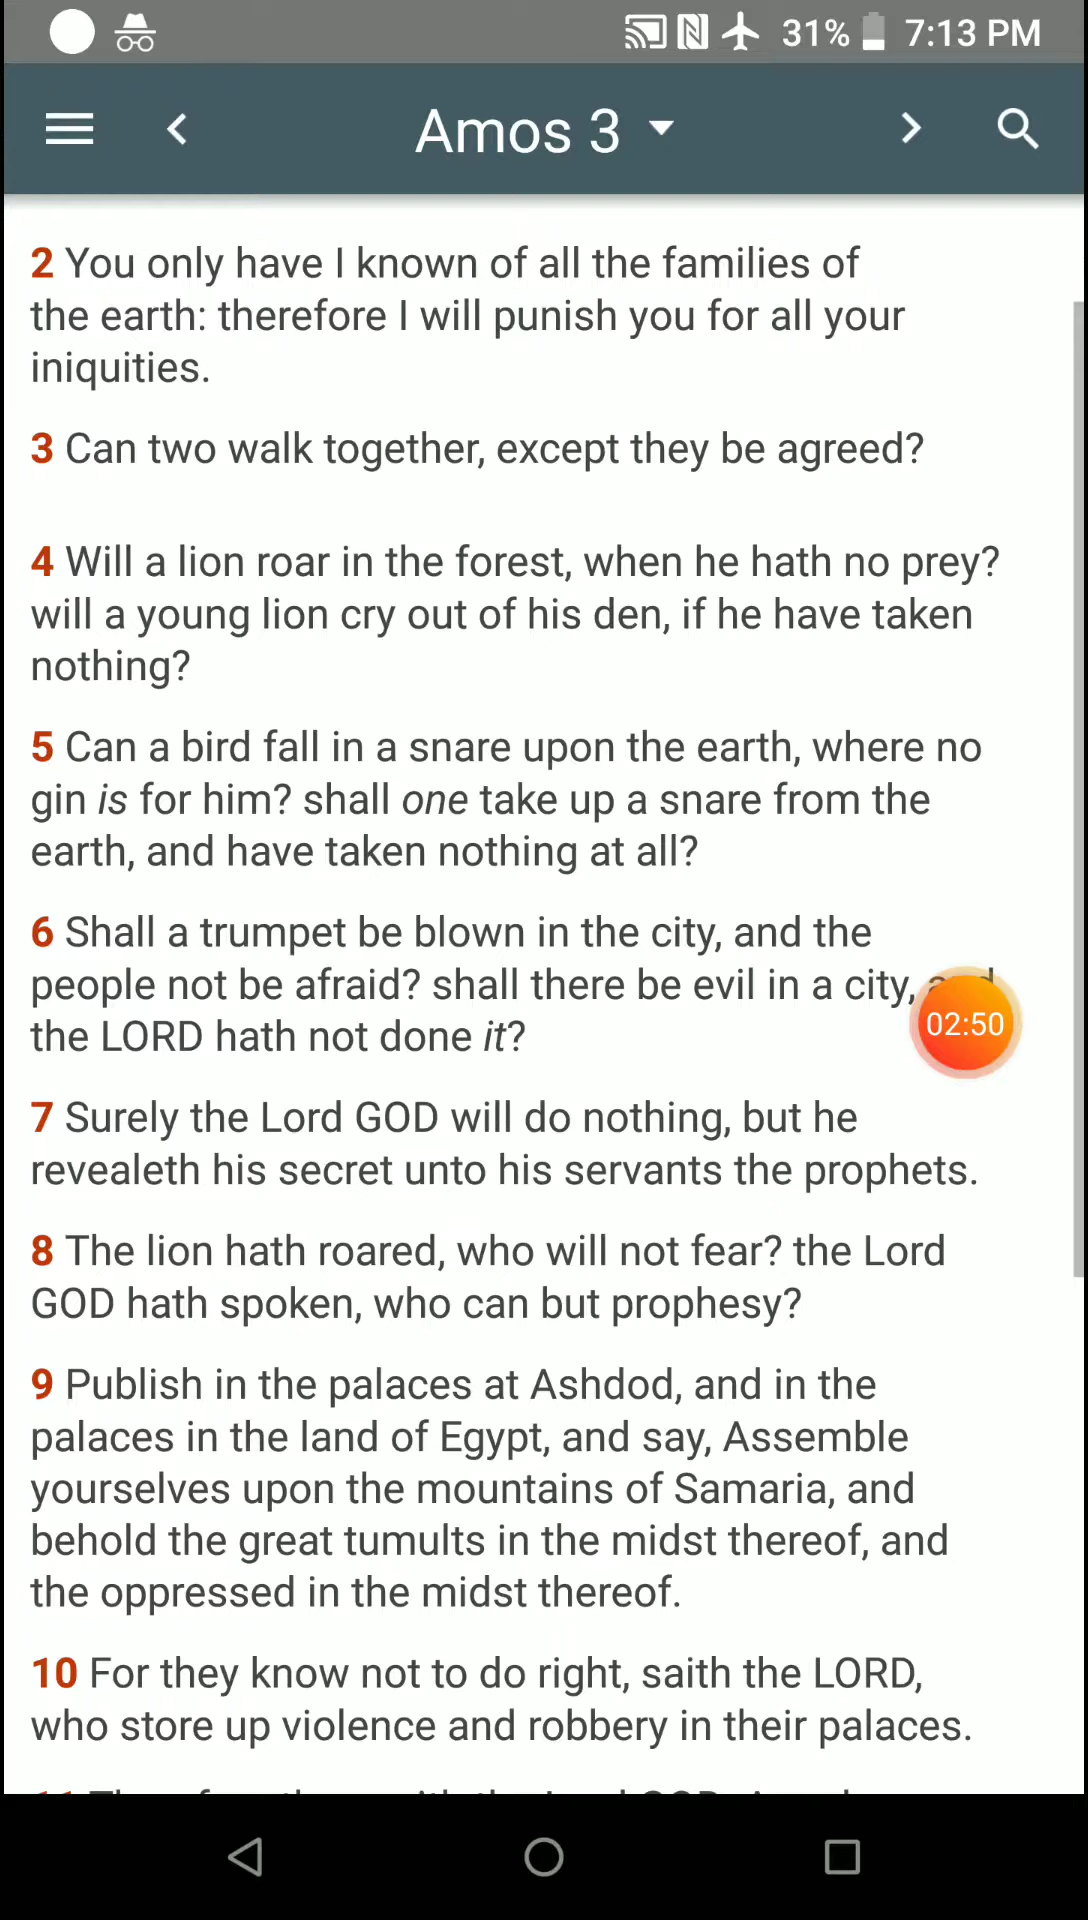 31% 7:13 PM
Amos 3
2 You only have I known of all the families of
the earth: therefore I will punish you for all your
iniquities.
3 Can two walk together, except they be agreed?
4 Will a lion roar in the forest, when he hath no prey?
will a young lion cry out of his den, if he have taken
nothing?
5 Can a bird fall in a snare upon the earth, where no
gin is for him? shall one take up a snare from the
earth, and have taken nothing at all?
6 Shall a trumpet be blown in the city, and the
people not be afraid? shall there be evil in a city,
02:50
the LORD hath not done it?
7 Surely the Lord GOD will do nothing, but he
revealeth his secret unto his servants the prophets.
8 The lion hath roared, who will not fear? the Lord
GOD hath spoken, who can but prophesy?
9 Publish in the palaces at Ashdod, and in the
palaces in the land of Egypt, and say, Assemble
yourselves upon the mountains of Samaria, and
behold the great tumults in the midst thereof, and
the oppressed in the midst thereof.
10 For they know not to do right, saith the LORD,
who store up violence and robbery in their palaces.